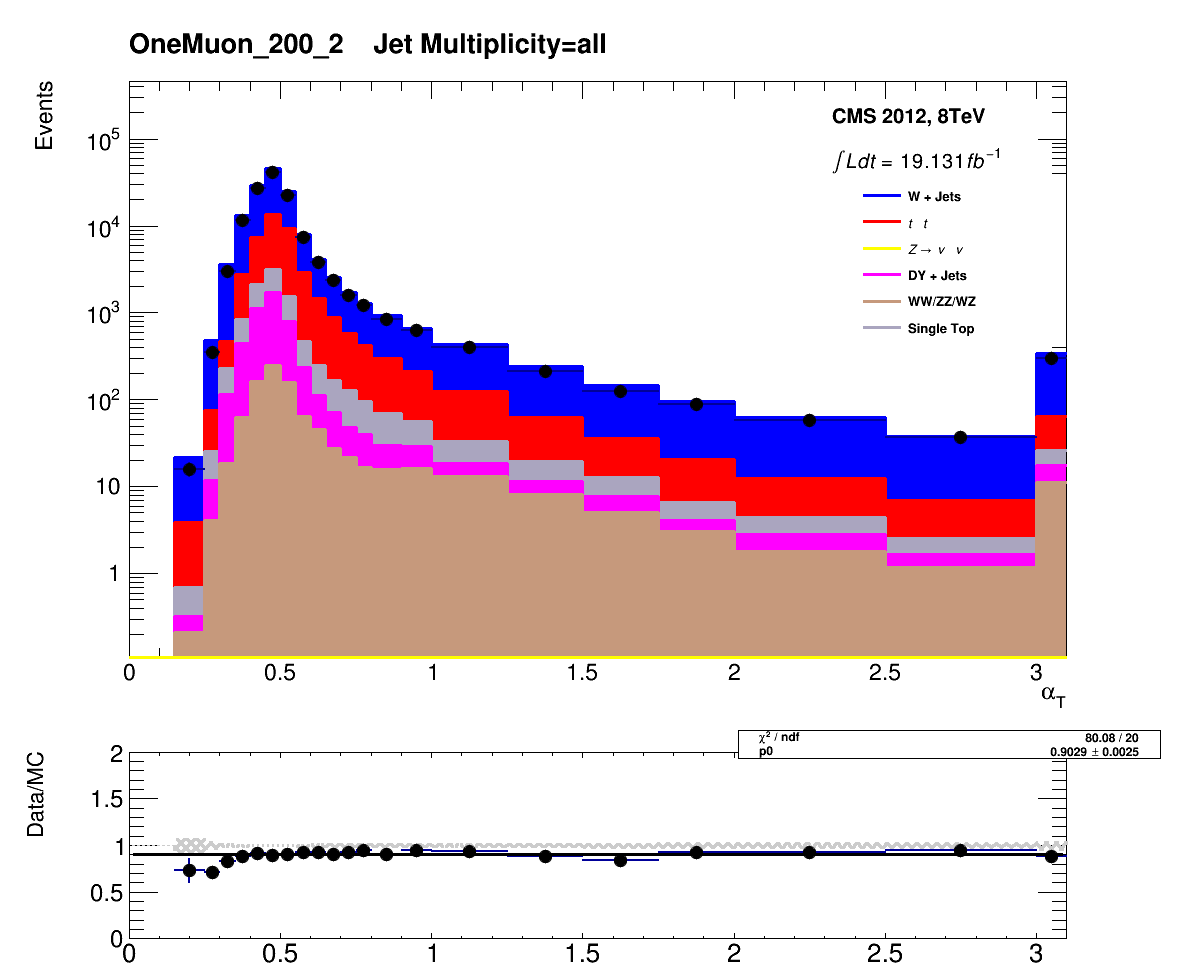 OneMuon_200_2 Jet Multiplicity=all
Events
CMS 2012, 8TeV
∫Ldt = 19.131fb⁻¹
W + Jets
t t
Z → ν ν
DY + Jets
WW/ZZ/WZ
Single Top
10⁵
10⁴
10³
10²
10
1
0 0.5 1 1.5 2 2.5 3
α_T
χ² / ndf 80.08 / 20
p0 0.9029 ± 0.0025
Data/MC
2
1.5
1
0.5
0
0 0.5 1 1.5 2 2.5 3